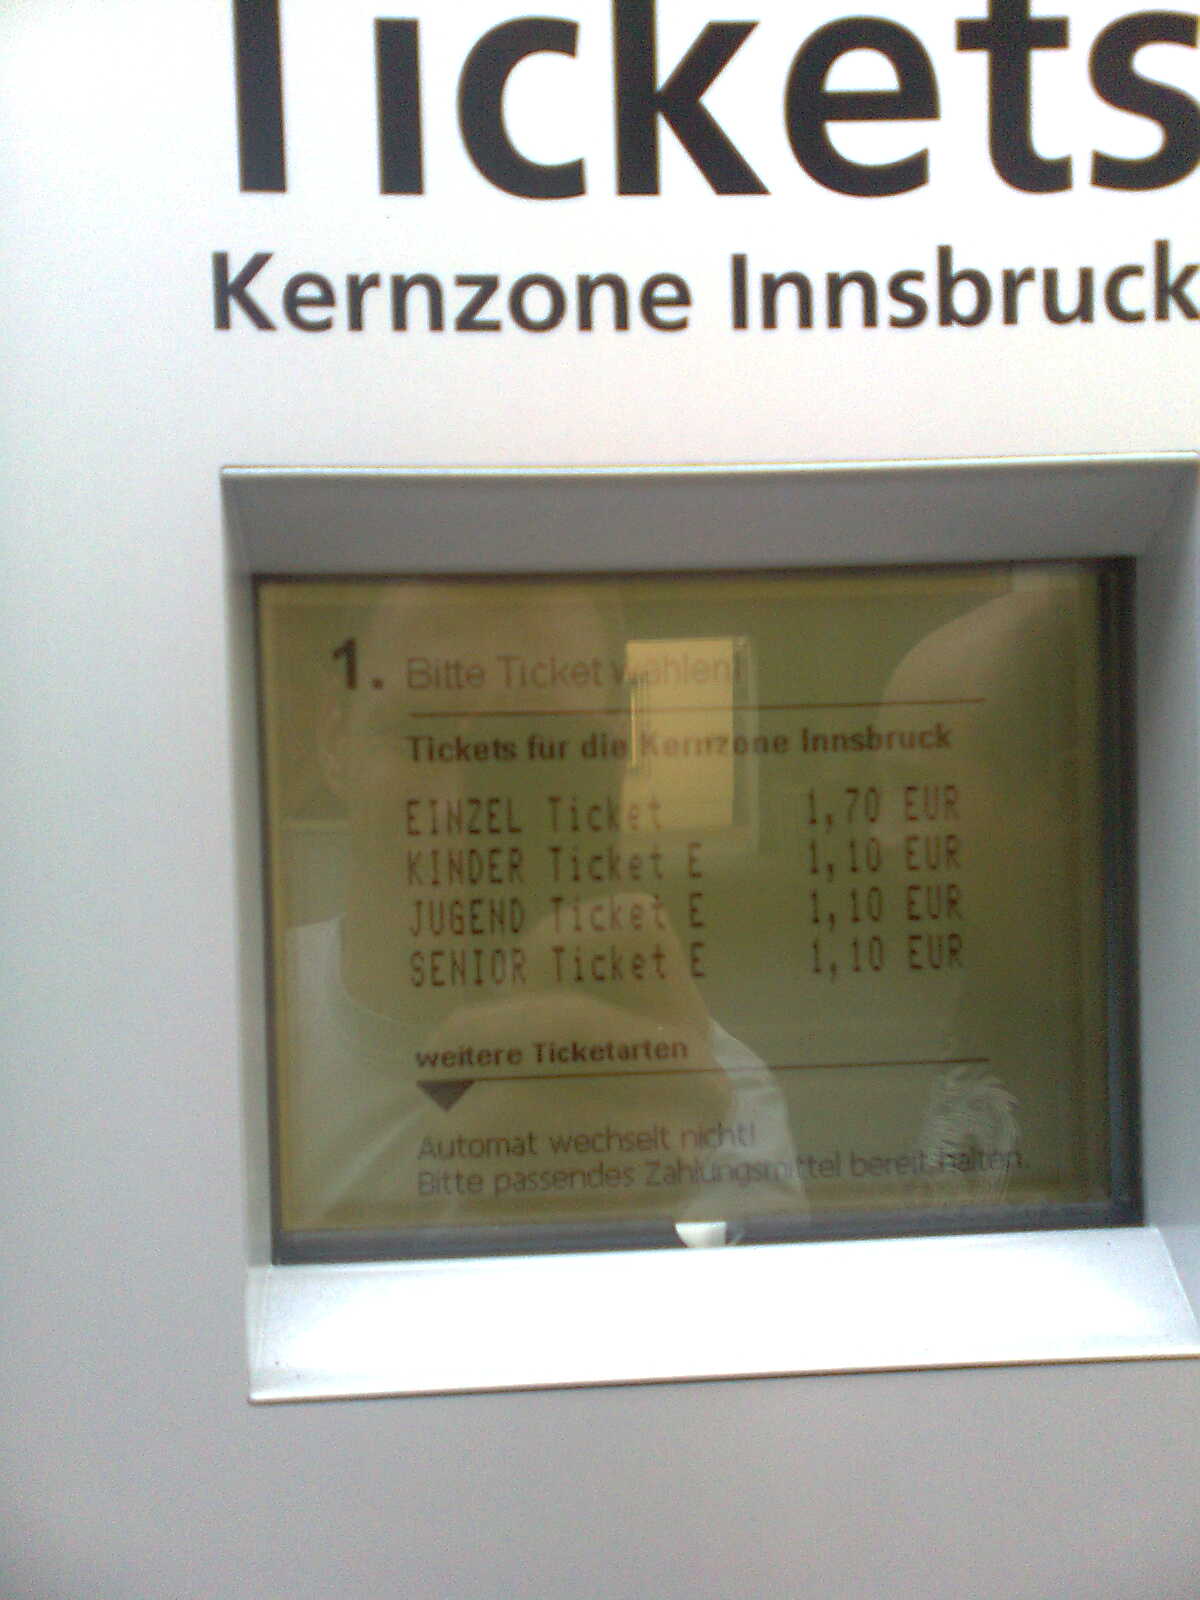 Tickets
Kernzone Innsbruck
1. Bitte Ticket wählen!
Tickets für die Kernzone Innsbruck
EINZEL Ticket 1,70 EUR
KINDER Ticket E 1,10 EUR
JUGEND Ticket E 1,10 EUR
SENIOR Ticket E 1,10 EUR
weitere Ticketarten
Automat wechselt nicht!
Bitte passendes Zahlungsmittel bereit halten.